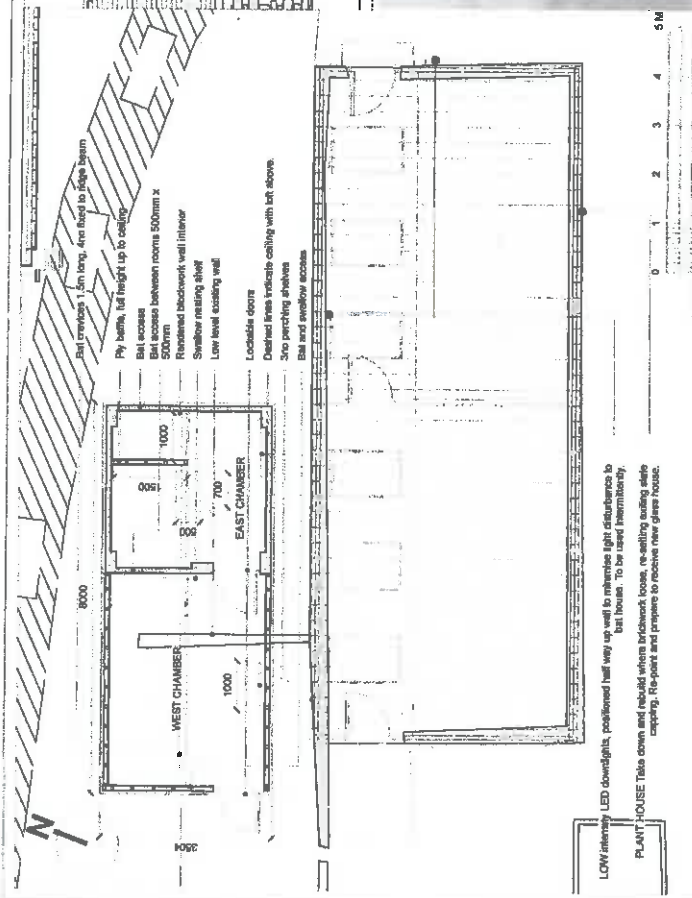 Bat crevices 1.5m long, 4no fixed to ridge beam
Ply baffle, full height up to ceiling
Bat access
Bat access between rooms 500mm x
500mm
Rendered blockwork wall interior
Swallow nesting shelf
Low level existing wall
Lockable doors
Dashed lines indicate ceiling with loft above.
3no perching shelves
Bat and swallow access
8000
1000
500
700
EAST CHAMBER
WEST CHAMBER
1000
3504
N
0 1 2 3 4 5 M
LOW intensity LED downlights, positioned half way up wall to minimise light disturbance to
bat house. To be used intermittently.
PLANT HOUSE Take down and rebuild where brickwork loose, re-setting exiting slate
capping. Re-point and prepare to receive new glass house.